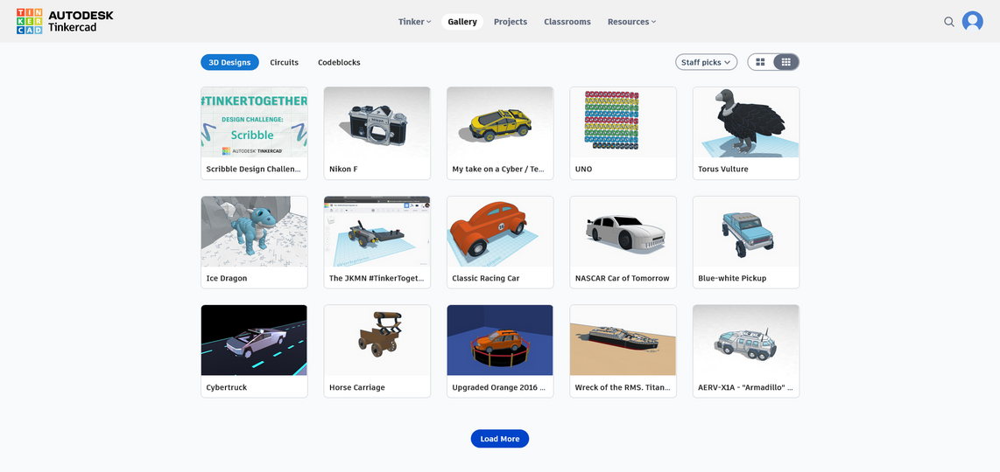 TIN
KER
CAD
AUTODESK
Tinkercad
Tinker
Gallery
Projects
Classrooms
Resources
3D Designs
Circuits
Codeblocks
Staff picks
#TINKERTOGETHER
DESIGN CHALLENGE:
Scribble
AUTODESK TINKERCAD
Scribble Design Challen...
Nikon F
My take on a Cyber / Te...
UNO
Torus Vulture
Ice Dragon
The JKMN #TinkerToget...
Classic Racing Car
NASCAR Car of Tomorrow
Blue-white Pickup
Cybertruck
Horse Carriage
Upgraded Orange 2016 ...
Wreck of the RMS. Titan...
AERV-X1A - "Armadillo" ...
Load More